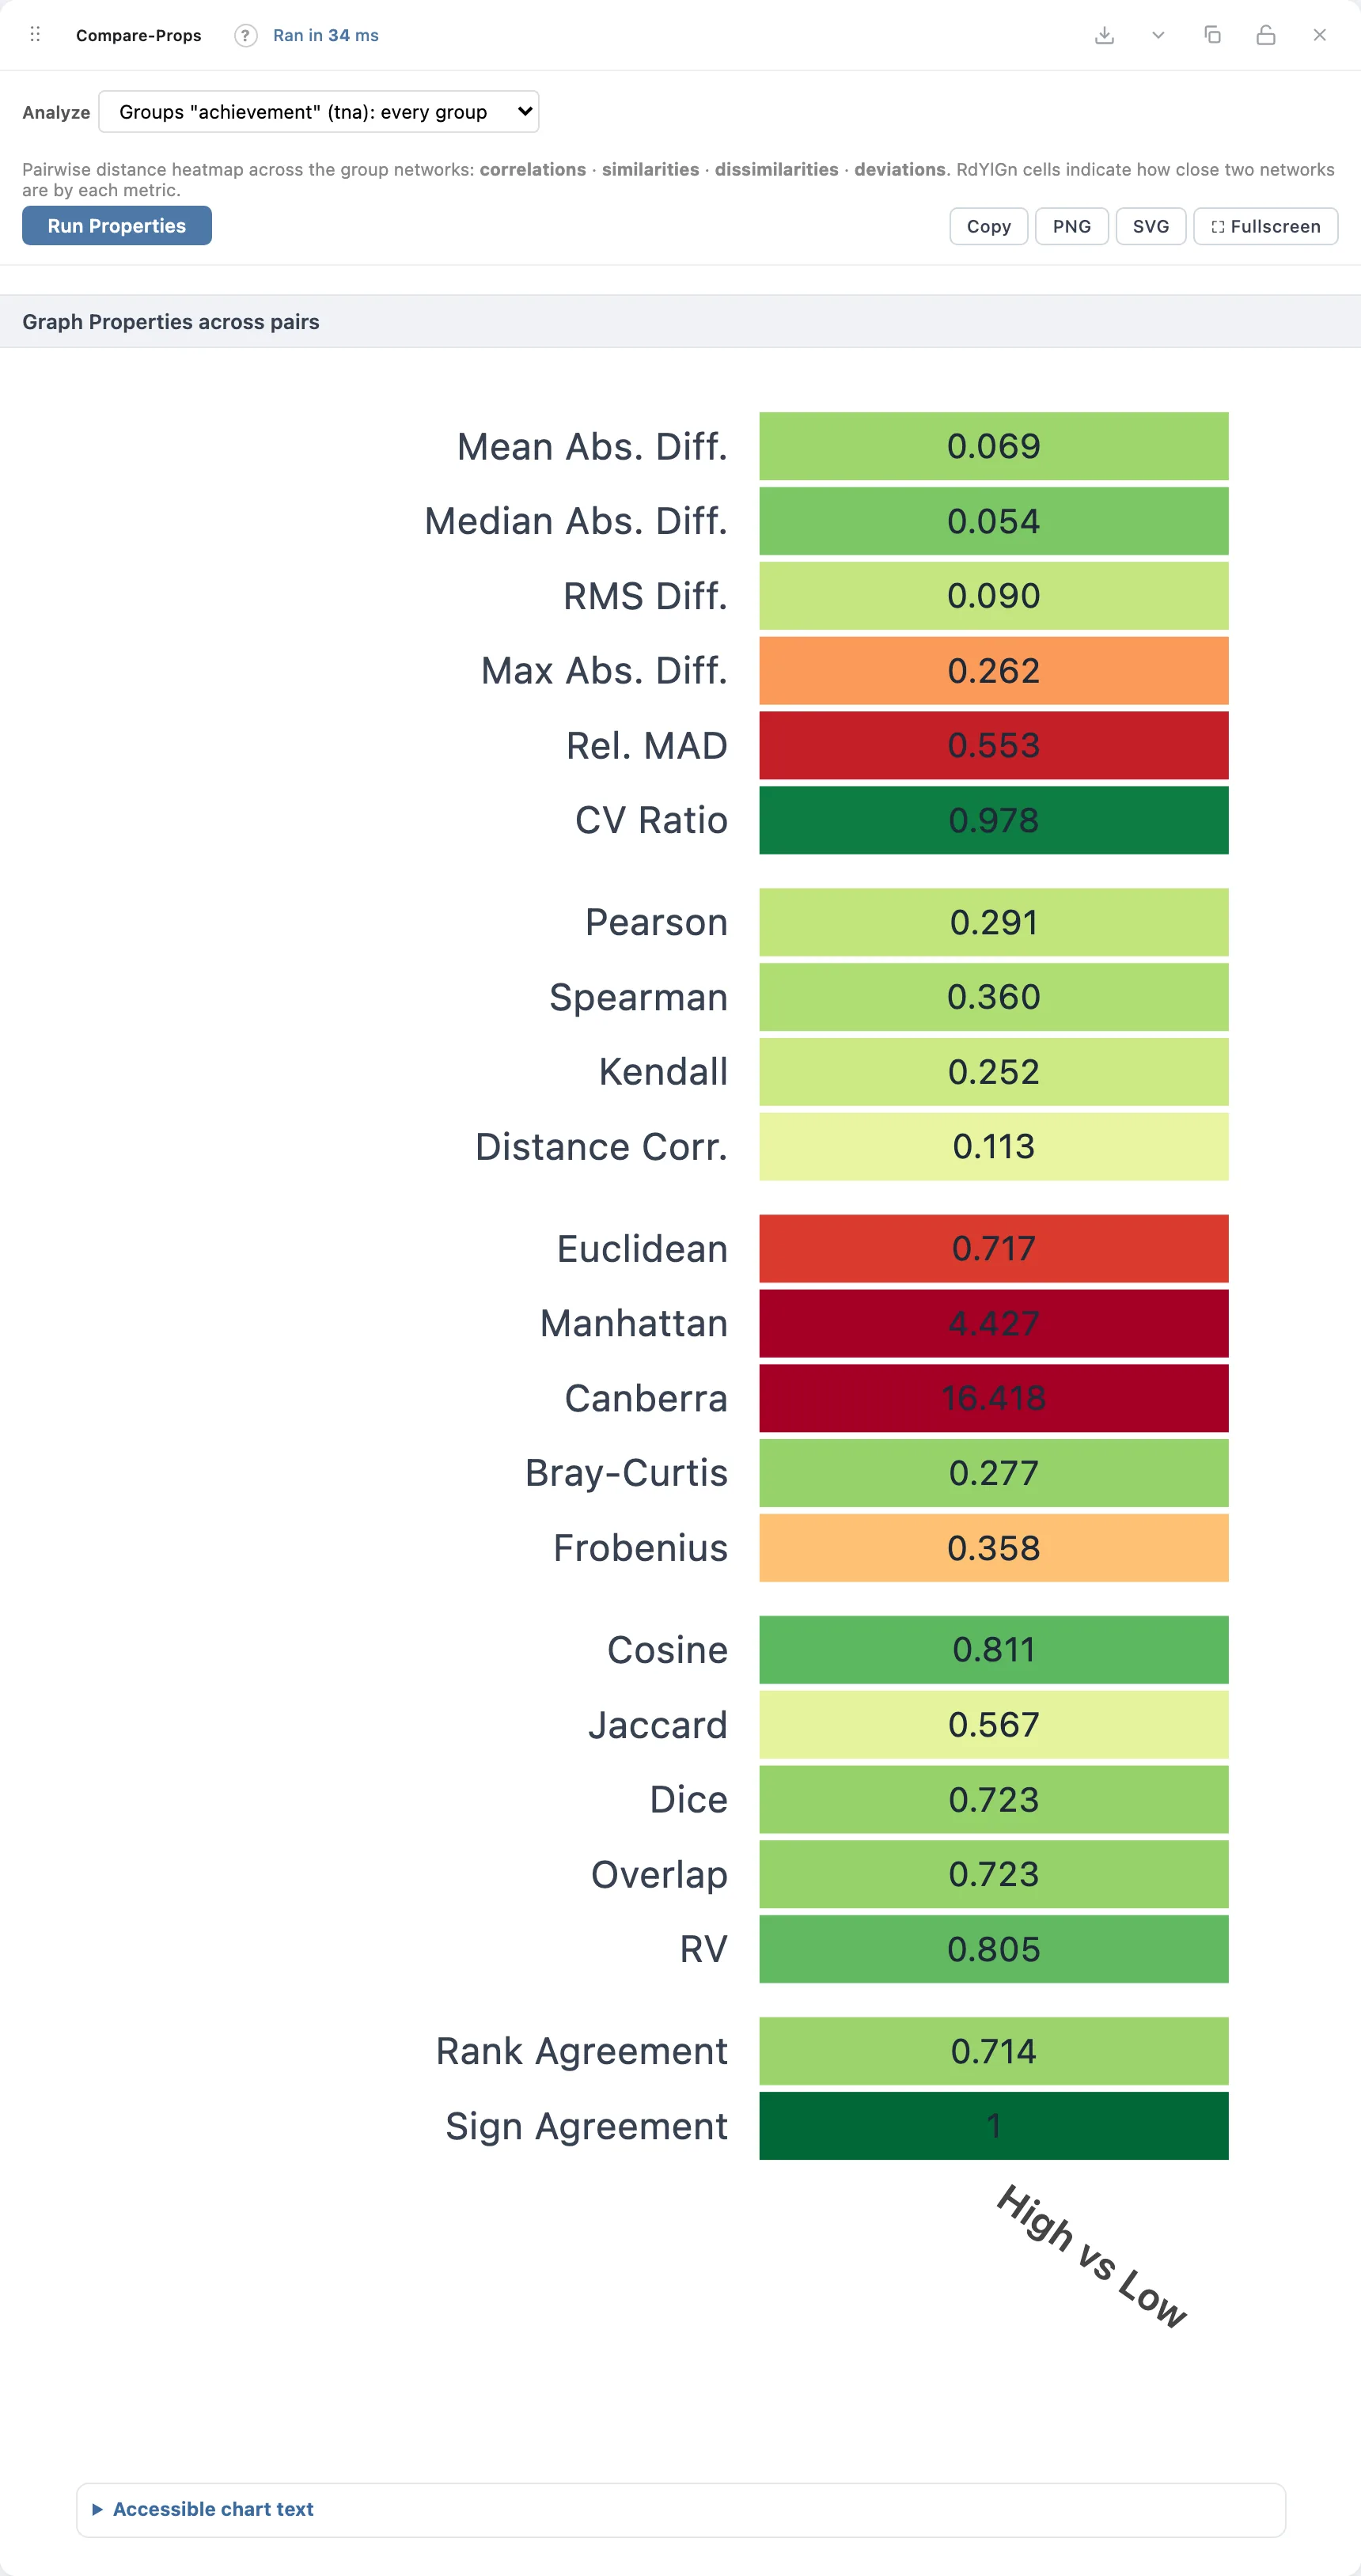 Compare-Props ? Ran in 34 ms
Analyze Groups "achievement" (tna): every group
Pairwise distance heatmap across the group networks: correlations · similarities · dissimilarities · deviations. RdYlGn cells indicate how close two networks
are by each metric.
Run Properties Copy PNG SVG Fullscreen
Graph Properties across pairs
Mean Abs. Diff. 0.069
Median Abs. Diff. 0.054
RMS Diff. 0.090
Max Abs. Diff. 0.262
Rel. MAD 0.553
CV Ratio 0.978
Pearson 0.291
Spearman 0.360
Kendall 0.252
Distance Corr. 0.113
Euclidean 0.717
Manhattan 4.427
Canberra 16.418
Bray-Curtis 0.277
Frobenius 0.358
Cosine 0.811
Jaccard 0.567
Dice 0.723
Overlap 0.723
RV 0.805
Rank Agreement 0.714
Sign Agreement 1
High vs Low
Accessible chart text